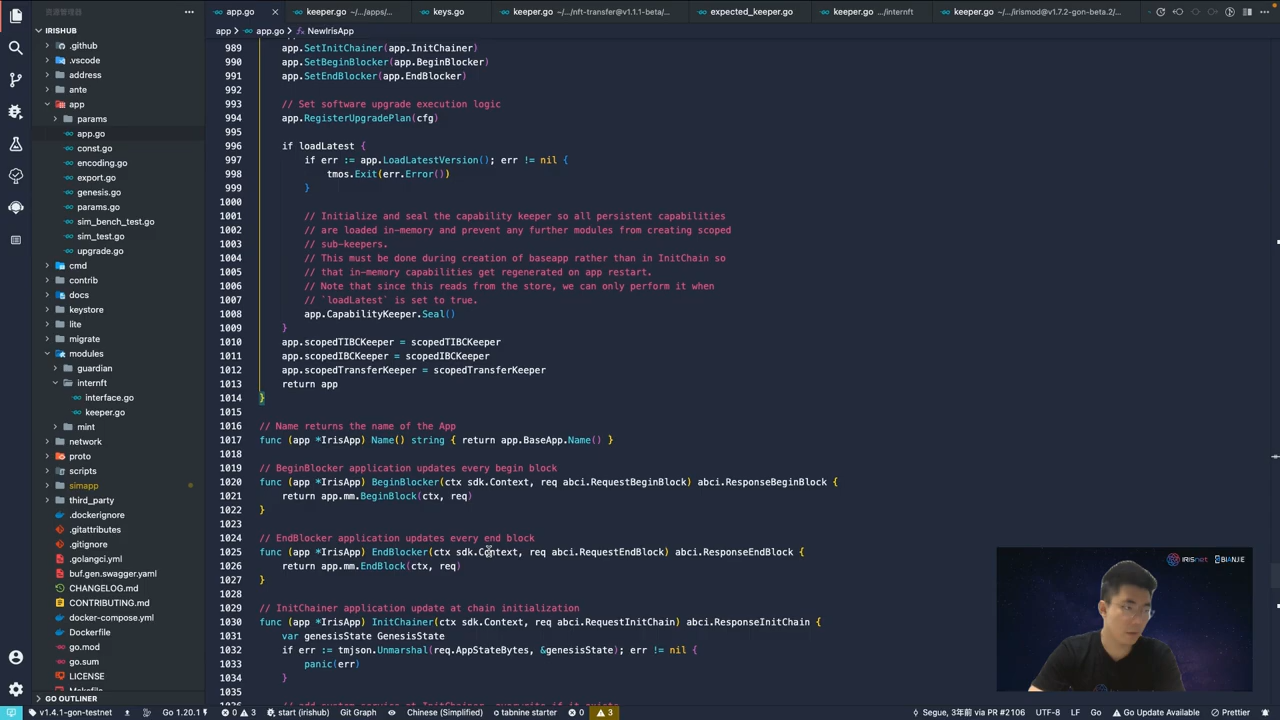 资源管理器
IRISHUB
.github
.vscode
address
ante
app
params
app.go
const.go
encoding.go
export.go
genesis.go
params.go
sim_bench_test.go
sim_test.go
upgrade.go
cmd
contrib
docs
keystore
lite
migrate
modules
guardian
internft
interface.go
keeper.go
mint
network
proto
scripts
simapp
third_party
.dockerignore
.gitattributes
.gitignore
.golangci.yml
buf.gen.swagger.yaml
CHANGELOG.md
CONTRIBUTING.md
docker-compose.yml
Dockerfile
go.mod
go.sum
LICENSE
Makefile
GO OUTLINER
app.go
keeper.go ~/.../apps/...
keys.go
keeper.go ~/.../nft-transfer@v1.1.1-beta/...
expected_keeper.go
keeper.go .../internft
keeper.go ~/.../irismod@v1.7.2-gon-beta.2/...
app > app.go > NewIrisApp
989 app.SetInitChainer(app.InitChainer)
990 app.SetBeginBlocker(app.BeginBlocker)
991 app.SetEndBlocker(app.EndBlocker)
992
993 // Set software upgrade execution logic
994 app.RegisterUpgradePlan(cfg)
995
996 if loadLatest {
997 if err := app.LoadLatestVersion(); err != nil {
998 tmos.Exit(err.Error())
999 }
1000
1001 // Initialize and seal the capability keeper so all persistent capabilities
1002 // are loaded in-memory and prevent any further modules from creating scoped
1003 // sub-keepers.
1004 // This must be done during creation of baseapp rather than in InitChain so
1005 // that in-memory capabilities get regenerated on app restart.
1006 // Note that since this reads from the store, we can only perform it when
1007 // `loadLatest` is set to true.
1008 app.CapabilityKeeper.Seal()
1009 }
1010 app.scopedTIBCKeeper = scopedTIBCKeeper
1011 app.scopedIBCKeeper = scopedIBCKeeper
1012 app.scopedTransferKeeper = scopedTransferKeeper
1013 return app
1014 }
1015
1016 // Name returns the name of the App
1017 func (app *IrisApp) Name() string { return app.BaseApp.Name() }
1018
1019 // BeginBlocker application updates every begin block
1020 func (app *IrisApp) BeginBlocker(ctx sdk.Context, req abci.RequestBeginBlock) abci.ResponseBeginBlock {
1021 return app.mm.BeginBlock(ctx, req)
1022 }
1023
1024 // EndBlocker application updates every end block
1025 func (app *IrisApp) EndBlocker(ctx sdk.Context, req abci.RequestEndBlock) abci.ResponseEndBlock {
1026 return app.mm.EndBlock(ctx, req)
1027 }
1028
1029 // InitChainer application update at chain initialization
1030 func (app *IrisApp) InitChainer(ctx sdk.Context, req abci.RequestInitChain) abci.ResponseInitChain {
1031 var genesisState GenesisState
1032 if err := tmjson.Unmarshal(req.AppStateBytes, &genesisState); err != nil {
1033 panic(err)
1034 }
1035
1036 // add system service at InitChainer, overwrite if it exists
IRISnet BIANJIE
v1.4.1-gon-testnet
Go 1.20.1
0 3
start (irishub)
Git Graph
Chinese (Simplified)
tabnine starter
0
3
Segue, 3年前 via PR #2106
UTF-8
LF
Go
Go Update Available
Prettier